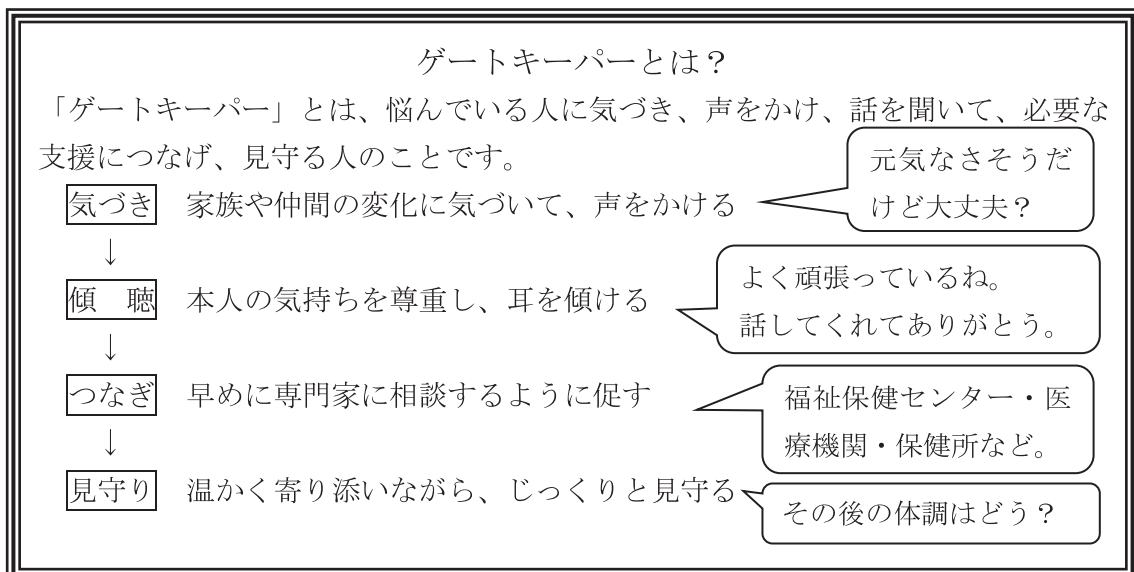 ゲートキーパーとは？
「ゲートキーパー」とは、悩んでいる人に気づき、声をかけ、話を聞いて、必要な
支援につなげ、見守る人のことです。
気づき　家族や仲間の変化に気づいて、声をかける
元気なさそうだ
けど大丈夫？
↓
傾　聴　本人の気持ちを尊重し、耳を傾ける
よく頑張っているね。
話してくれてありがとう。
↓
つなぎ　早めに専門家に相談するように促す
福祉保健センター・医
療機関・保健所など。
↓
見守り　温かく寄り添いながら、じっくりと見守る
その後の体調はどう？